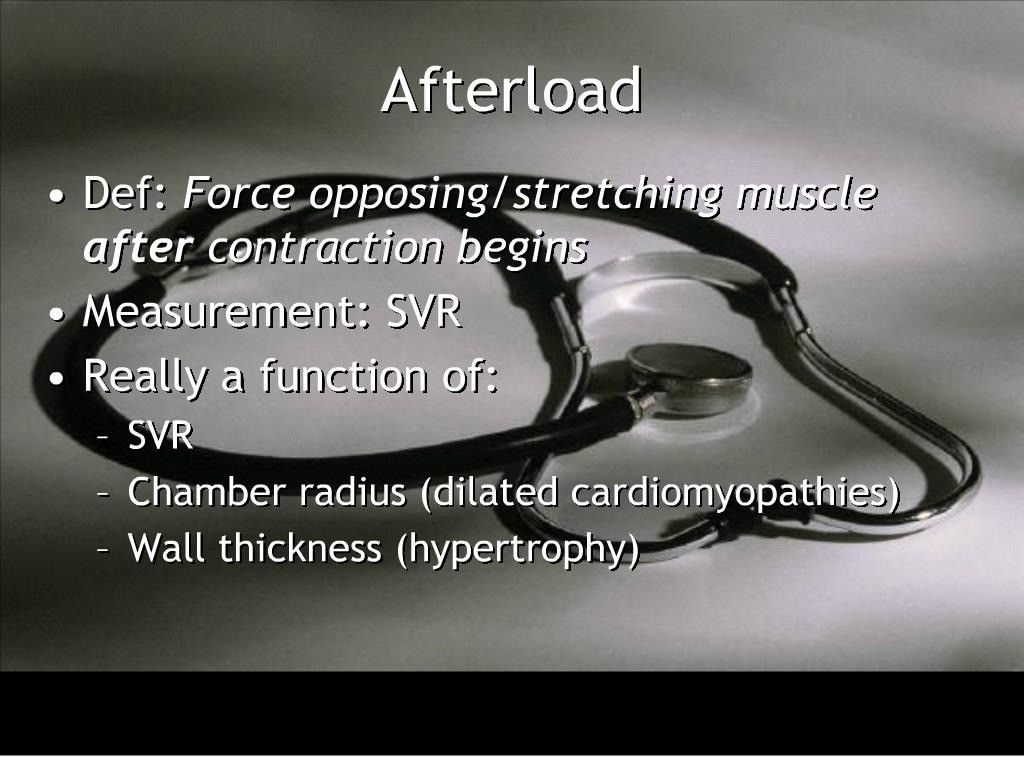 Afterload
• Def: Force opposing/stretching muscle
after contraction begins
• Measurement: SVR
• Really a function of:
– SVR
– Chamber radius (dilated cardiomyopathies)
– Wall thickness (hypertrophy)